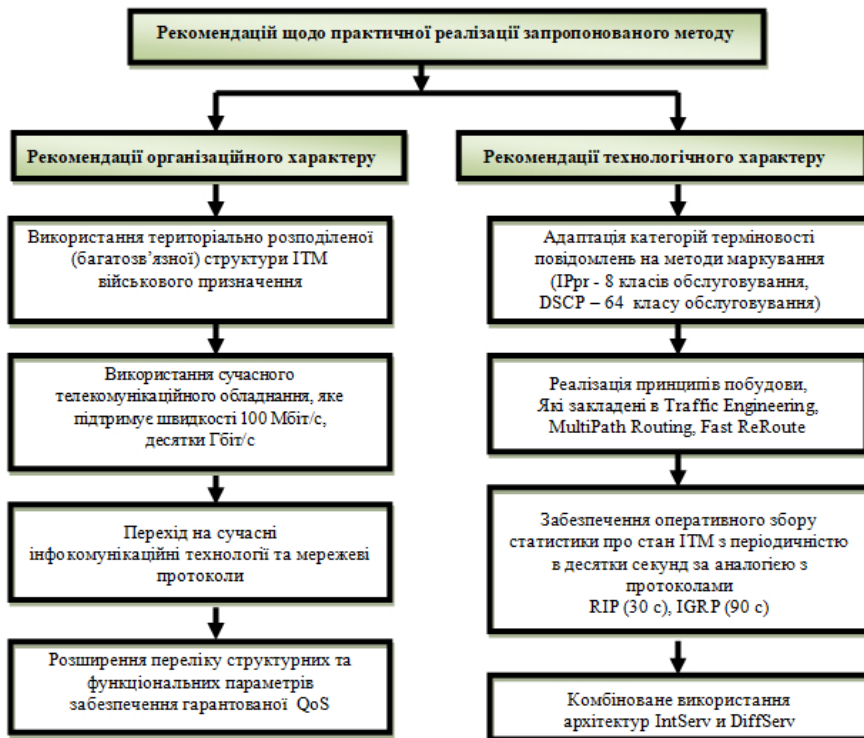 Рекомендацій щодо практичної реалізації запропонованого методу
Рекомендації організаційного характеру
Використання територіально розподіленої
(багатозв’язної) структури ІТМ
військового призначення
Використання сучасного
телекомунікаційного обладнання, яке
підтримує швидкості 100 Мбіт/с,
десятки Гбіт/с
Перехід на сучасні
інфокомунікаційні технології та мережеві
протоколи
Розширення переліку структурних та
функціональних параметрів
забезпечення гарантованої QoS
Рекомендації технологічного характеру
Адаптація категорій терміновості
повідомлень на методи маркування
(IPpr - 8 класів обслуговування,
DSCP – 64 класу обслуговування)
Реалізація принципів побудови,
Які закладені в Traffic Engineering,
MultiPath Routing, Fast ReRoute
Забезпечення оперативного збору
статистики про стан ІТМ з періодичністю
в десятки секунд за аналогією з
протоколами
RIP (30 с), IGRP (90 с)
Комбіноване використання
архітектур IntServ и DiffServ